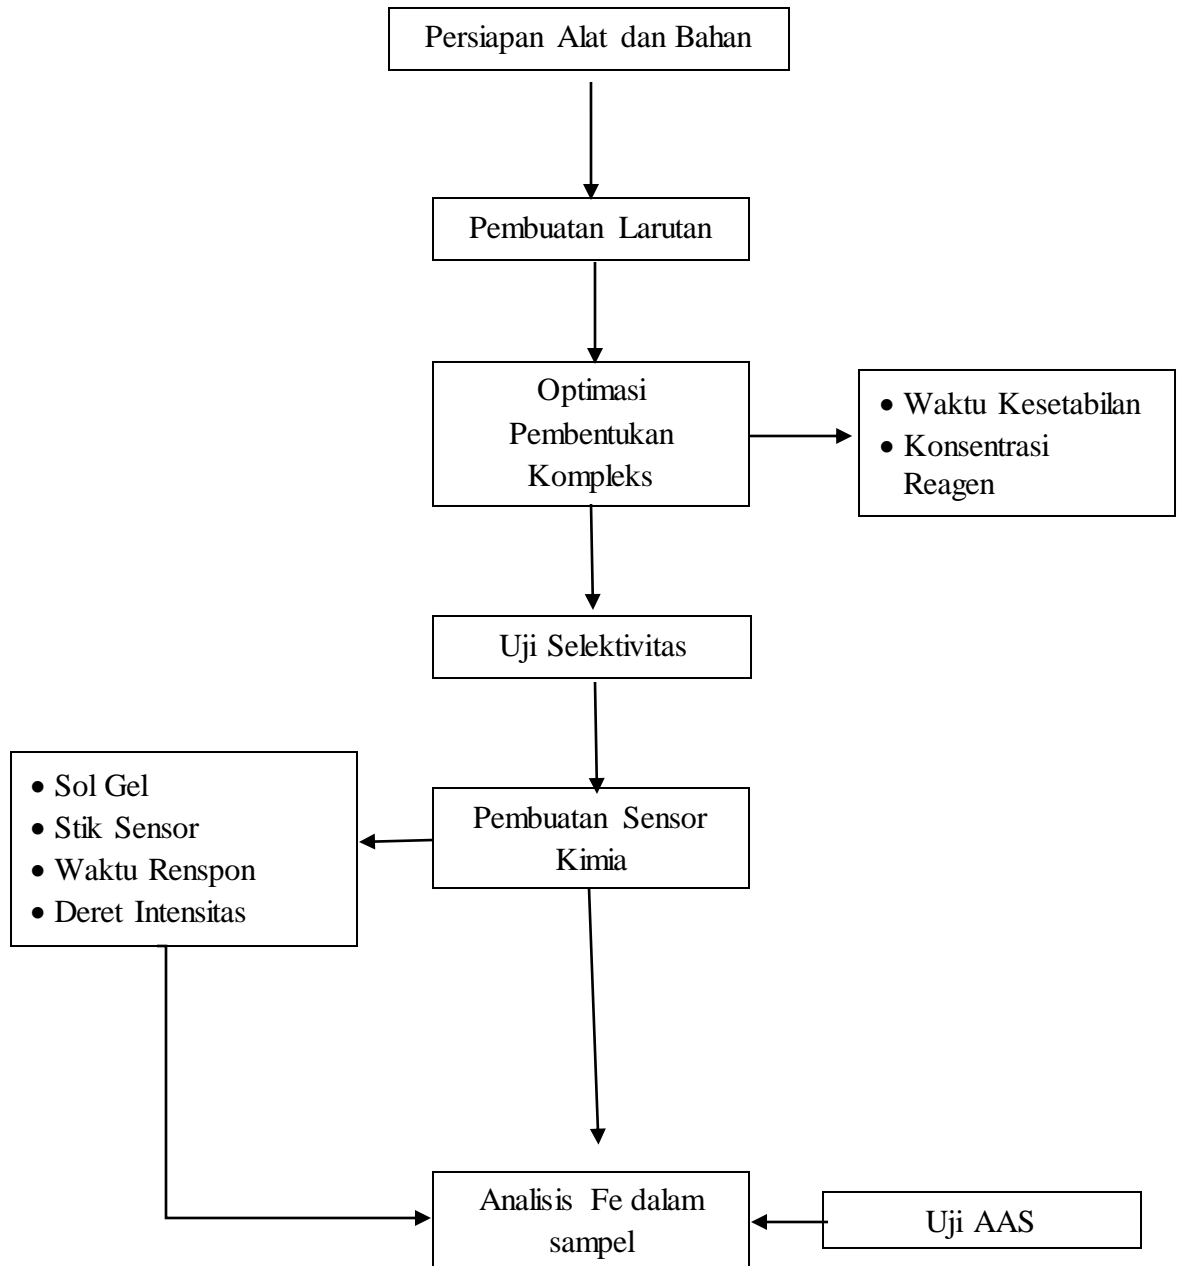 Persiapan Alat dan Bahan
Pembuatan Larutan
Optimasi
Pembentukan
Kompleks
• Waktu Kesetabilan
• Konsentrasi
Reagen
Uji Selektivitas
• Sol Gel
• Stik Sensor
• Waktu Renspon
• Deret Intensitas
Pembuatan Sensor
Kimia
Analisis Fe dalam
sampel
Uji AAS